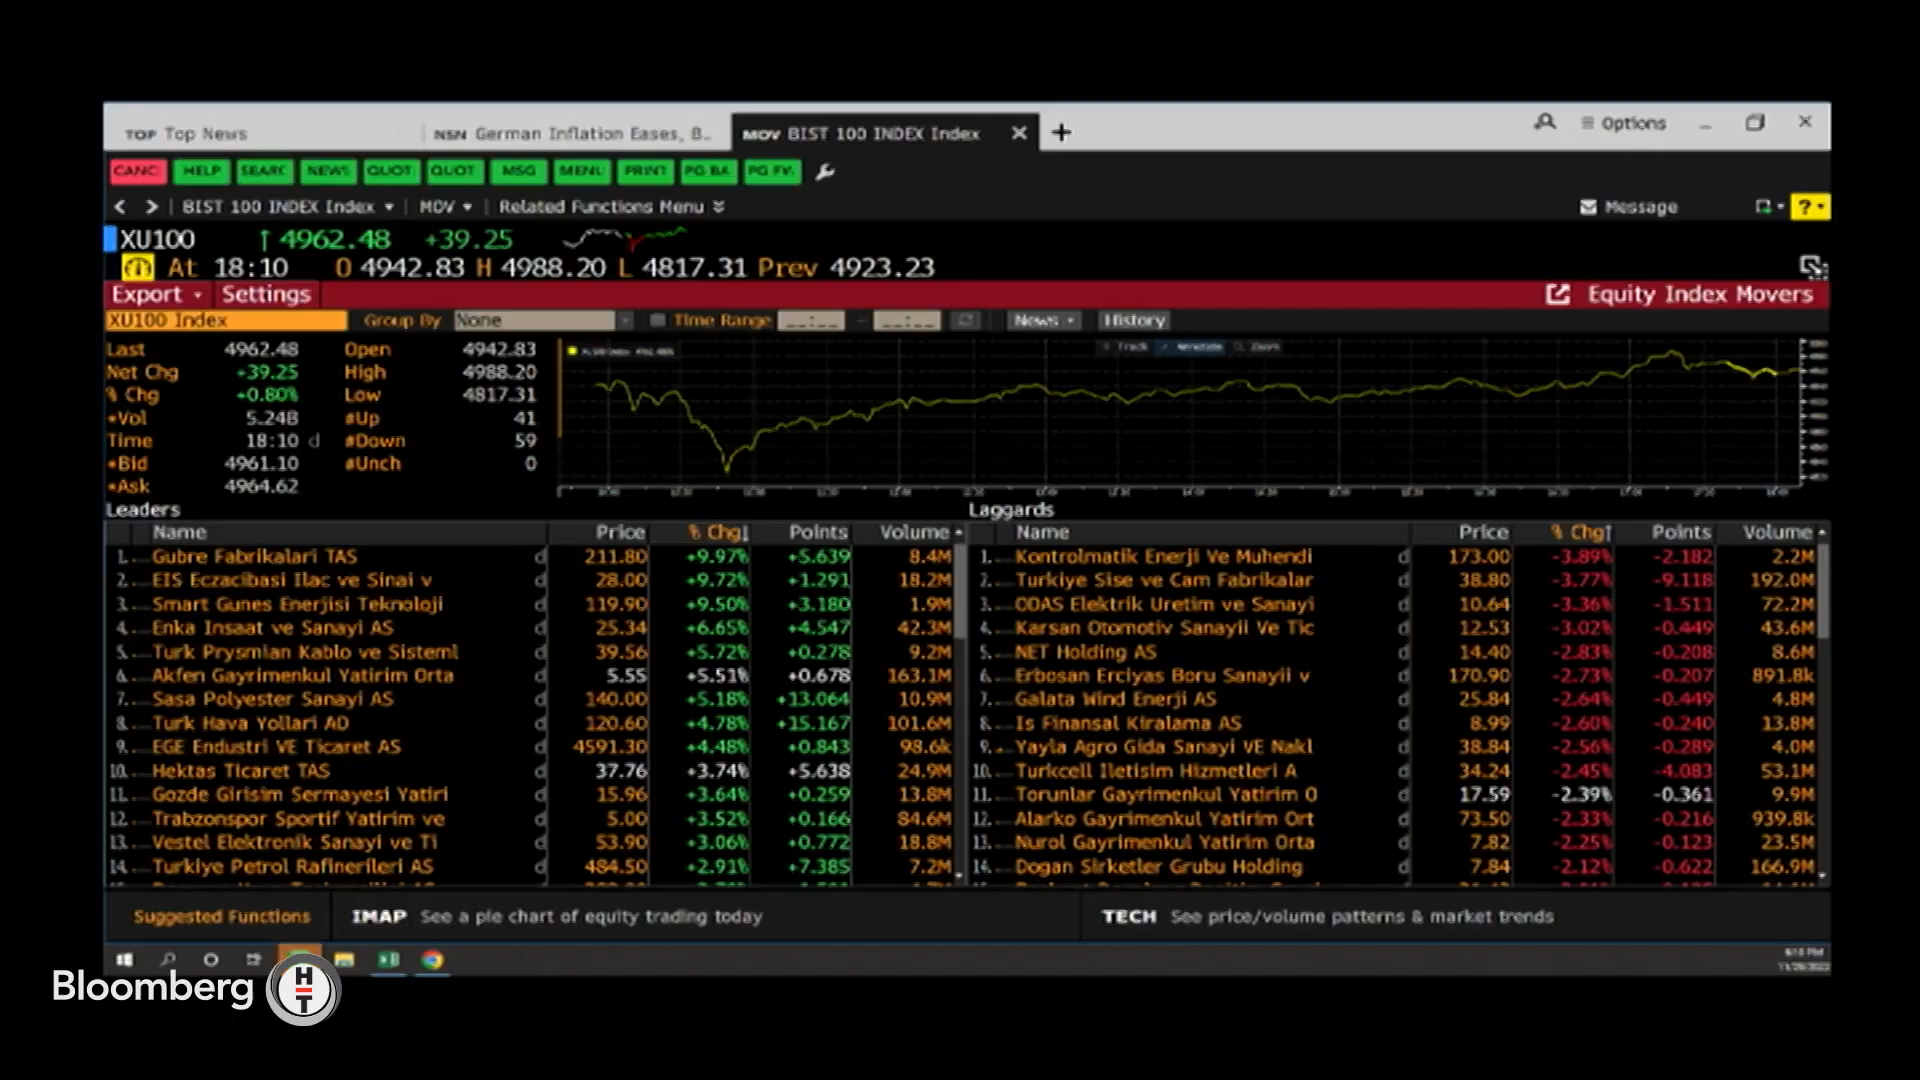 TOP Top News
NSN German Inflation Eases, B…
MOV BIST 100 INDEX Index
Options
CANC HELP SEARC NEWS QUOT QUOT MSG MENU PRINT PG BA PG FW
BIST 100 INDEX Index MOV Related Functions Menu
Message
XU100 ↑4962.48 +39.25
At 18:10 O 4942.83 H 4988.20 L 4817.31 Prev 4923.23
Export Settings Equity Index Movers
XU100 Index Group By None Time Range News History
Last 4962.48 Open 4942.83
Net Chg +39.25 High 4988.20
% Chg +0.80% Low 4817.31
Vol 5.24B #Up 41
Time 18:10 d #Down 59
Bid 4961.10 #Unch 0
Ask 4964.62
Track Annotate Zoom
Leaders
Name Price % Chg↓ Points Volume
1. Gubre Fabrikalari TAS d 211.80 +9.97% +5.639 8.4M
2. EIS Eczacibasi Ilac ve Sinai v d 28.00 +9.72% +1.291 18.2M
3. Smart Gunes Enerjisi Teknoloji d 119.90 +9.50% +3.180 1.9M
4. Enka Insaat ve Sanayi AS d 25.34 +6.65% +4.547 42.3M
5. Turk Prysmian Kablo ve Sisteml d 39.56 +5.72% +0.278 9.2M
6. Akfen Gayrimenkul Yatirim Orta d 5.55 +5.51% +0.678 163.1M
7. Sasa Polyester Sanayi AS d 140.00 +5.18% +13.064 10.9M
8. Turk Hava Yollari AO d 120.60 +4.78% +15.167 101.6M
9. EGE Endustri VE Ticaret AS d 4591.30 +4.48% +0.843 98.6k
10. Hektas Ticaret TAS d 37.76 +3.74% +5.638 24.9M
11. Gozde Girisim Sermayesi Yatiri d 15.96 +3.64% +0.259 13.8M
12. Trabzonspor Sportif Yatirim ve d 5.00 +3.52% +0.166 84.6M
13. Vestel Elektronik Sanayi ve Ti d 53.90 +3.06% +0.772 18.8M
14. Turkiye Petrol Rafinerileri AS d 484.50 +2.91% +7.385 7.2M
Laggards
Name Price % Chg↑ Points Volume
1. Kontrolmatik Enerji Ve Muhendi d 173.00 -3.89% -2.182 2.2M
2. Turkiye Sise ve Cam Fabrikalar d 38.80 -3.77% -9.118 192.0M
3. ODAS Elektrik Uretim ve Sanayi d 10.64 -3.36% -1.511 72.2M
4. Karsan Otomotiv Sanayii Ve Tic d 12.53 -3.02% -0.449 43.6M
5. NET Holding AS d 14.40 -2.83% -0.208 8.6M
6. Erbosan Erciyas Boru Sanayii v d 170.90 -2.73% -0.207 891.8k
7. Galata Wind Enerji AS d 25.84 -2.64% -0.449 4.8M
8. Is Finansal Kiralama AS d 8.99 -2.60% -0.240 13.8M
9. Yayla Agro Gida Sanayi VE Nakl d 38.84 -2.56% -0.289 4.0M
10. Turkcell Iletisim Hizmetleri A d 34.24 -2.45% -4.083 53.1M
11. Torunlar Gayrimenkul Yatirim O d 17.59 -2.39% -0.361 9.9M
12. Alarko Gayrimenkul Yatirim Ort d 73.50 -2.33% -0.216 939.8k
13. Nurol Gayrimenkul Yatirim Orta d 7.82 -2.25% -0.123 23.5M
14. Dogan Sirketler Grubu Holding d 7.84 -2.12% -0.622 166.9M
Suggested Functions IMAP See a pie chart of equity trading today TECH See price/volume patterns & market trends
Bloomberg HT